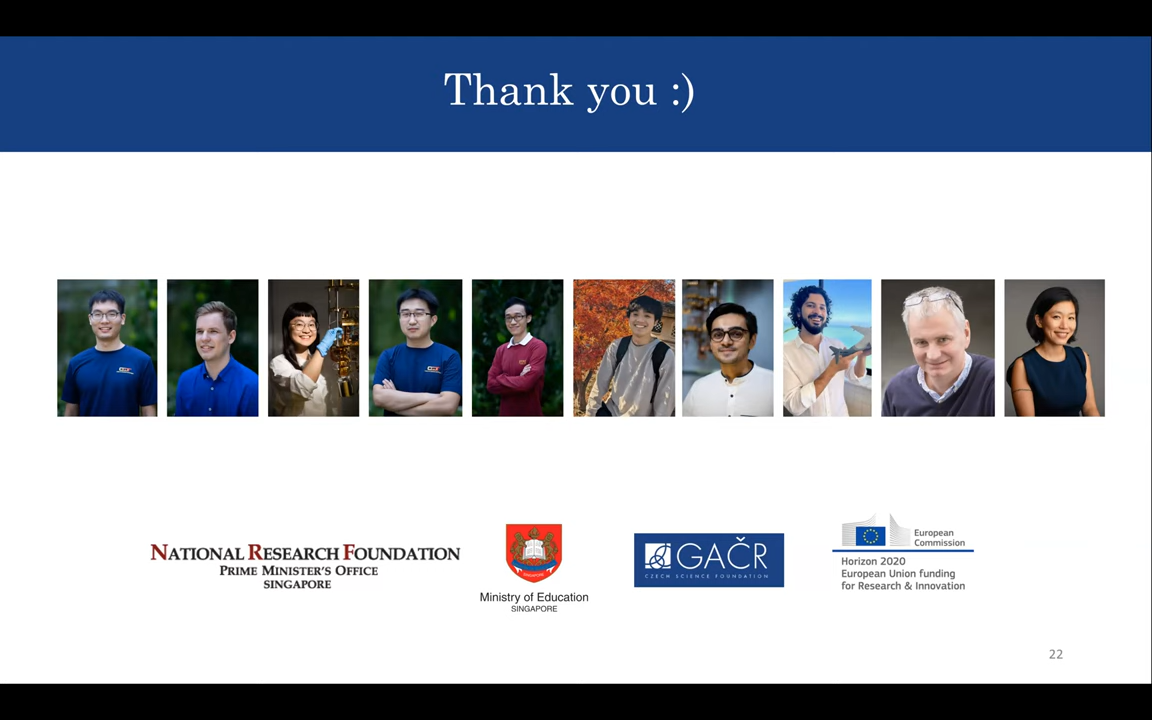 Thank you :)
NATIONAL RESEARCH FOUNDATION
PRIME MINISTER'S OFFICE
SINGAPORE
Ministry of Education
SINGAPORE
GAČR
CZECH SCIENCE FOUNDATION
European
Commission
Horizon 2020
European Union funding
for Research & Innovation
22